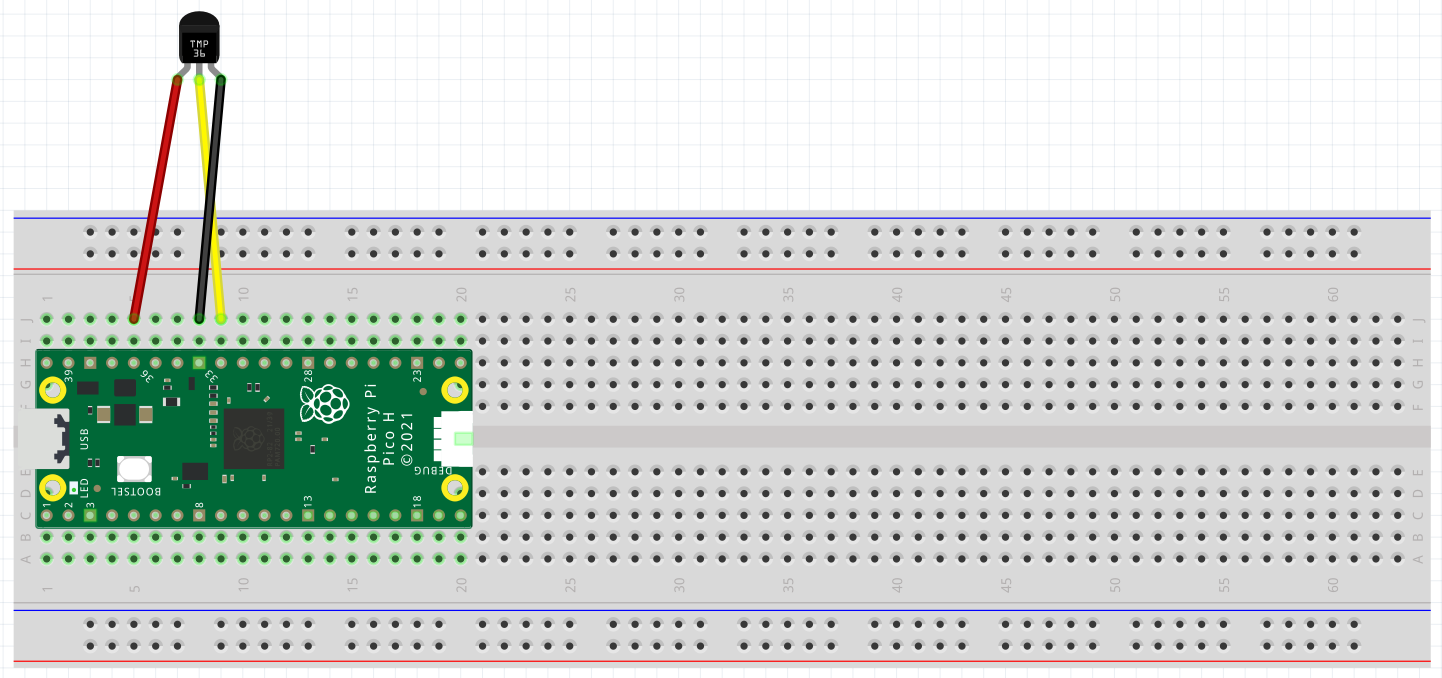 TMP
36
1 10 15 20 25 30 35 40 45 50 55 60
J J
I I
H H
G G
F F
39 36 33 28 23
USB
BOOTSEL
LED
Raspberry Pi
Pico H
©2021
DEBUG
1 2 3 8 13 18
E E
D D
C C
B B
A A
1 5 10 15 20 25 30 35 40 45 50 55 60